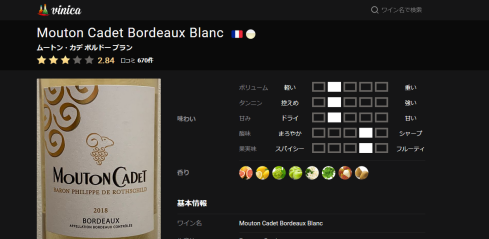 vinica
ワイン名で検索
Mouton Cadet Bordeaux Blanc
ムートン・カデ ボルドー ブラン
2.84 口コミ 670件
味わい
ボリューム 軽い 重い
タンニン 控えめ 強い
甘み ドライ 甘い
酸味 まろやか シャープ
果実味 スパイシー フルーティ
香り
MOUTON CADET
BARON PHILIPPE DE ROTHSCHILD
2018
BORDEAUX
APPELLATION BORDEAUX CONTRÔLÉE
基本情報
ワイン名 Mouton Cadet Bordeaux Blanc